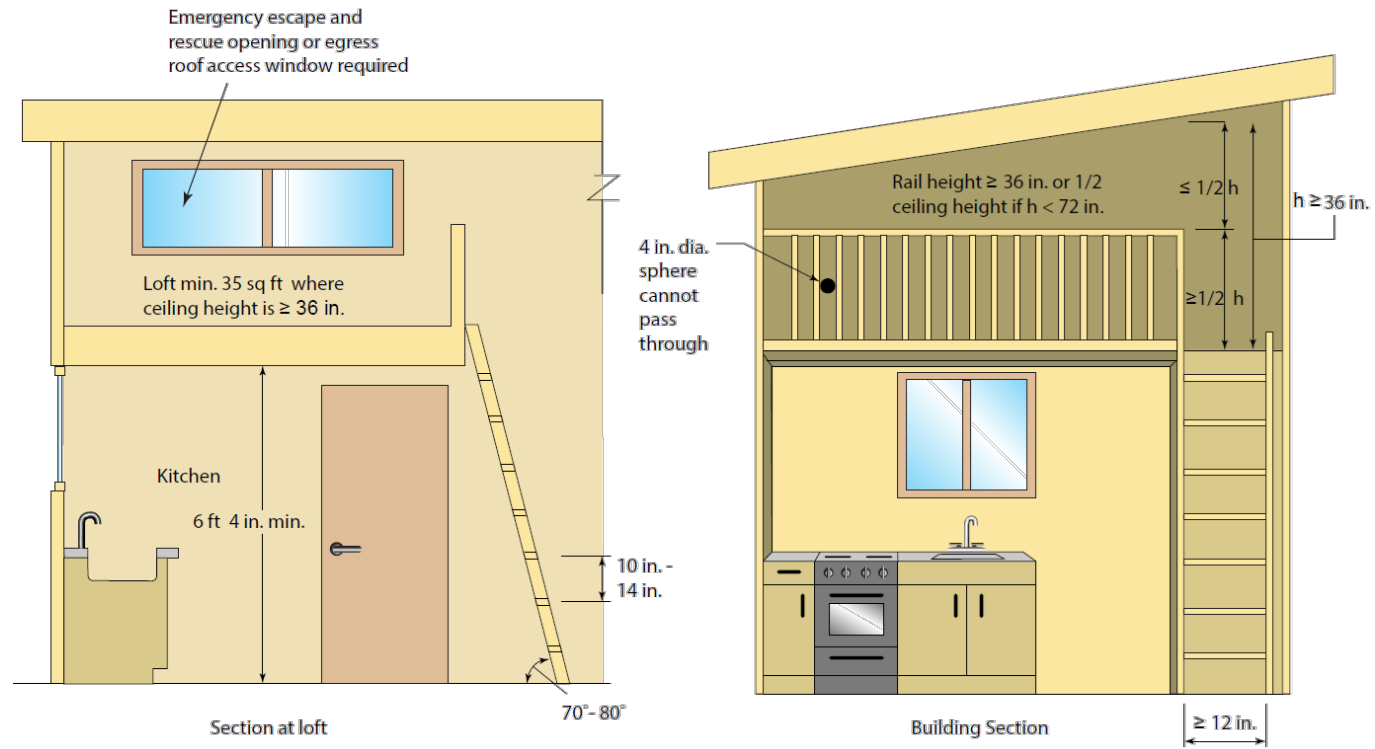 Emergency escape and
rescue opening or egress
roof access window required
Loft min. 35 sq ft where
ceiling height is ≥ 36 in.
Kitchen
6 ft 4 in. min.
10 in. -
14 in.
70°- 80°
Section at loft
Rail height ≥ 36 in. or 1/2
ceiling height if h < 72 in.
≤ 1/2 h
h ≥ 36 in.
≥1/2 h
4 in. dia.
sphere
cannot
pass
through
≥ 12 in.
Building Section